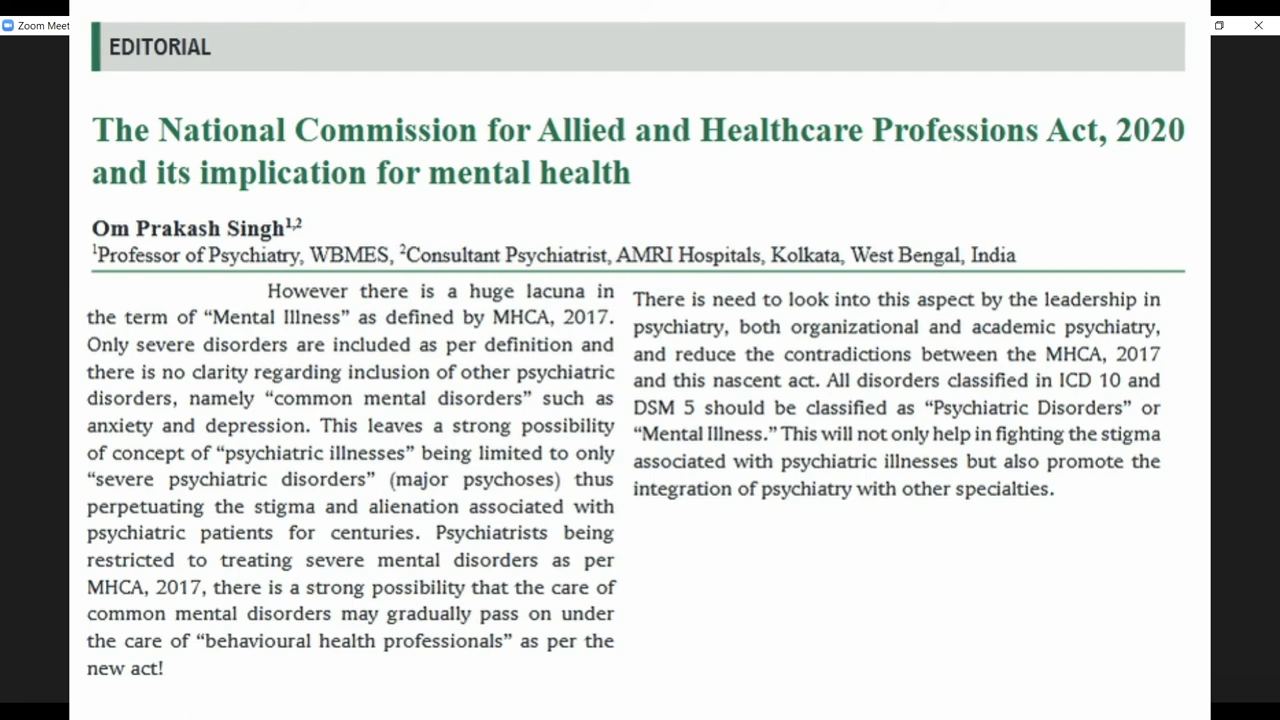 Zoom Meet
EDITORIAL
The National Commission for Allied and Healthcare Professions Act, 2020
and its implication for mental health
Om Prakash Singh1,2
1Professor of Psychiatry, WBMES, 2Consultant Psychiatrist, AMRI Hospitals, Kolkata, West Bengal, India
However there is a huge lacuna in
the term of “Mental Illness” as defined by MHCA, 2017.
Only severe disorders are included as per definition and
there is no clarity regarding inclusion of other psychiatric
disorders, namely “common mental disorders” such as
anxiety and depression. This leaves a strong possibility
of concept of “psychiatric illnesses” being limited to only
“severe psychiatric disorders” (major psychoses) thus
perpetuating the stigma and alienation associated with
psychiatric patients for centuries. Psychiatrists being
restricted to treating severe mental disorders as per
MHCA, 2017, there is a strong possibility that the care of
common mental disorders may gradually pass on under
the care of “behavioural health professionals” as per the
new act!
There is need to look into this aspect by the leadership in
psychiatry, both organizational and academic psychiatry,
and reduce the contradictions between the MHCA, 2017
and this nascent act. All disorders classified in ICD 10 and
DSM 5 should be classified as “Psychiatric Disorders” or
“Mental Illness.” This will not only help in fighting the stigma
associated with psychiatric illnesses but also promote the
integration of psychiatry with other specialties.